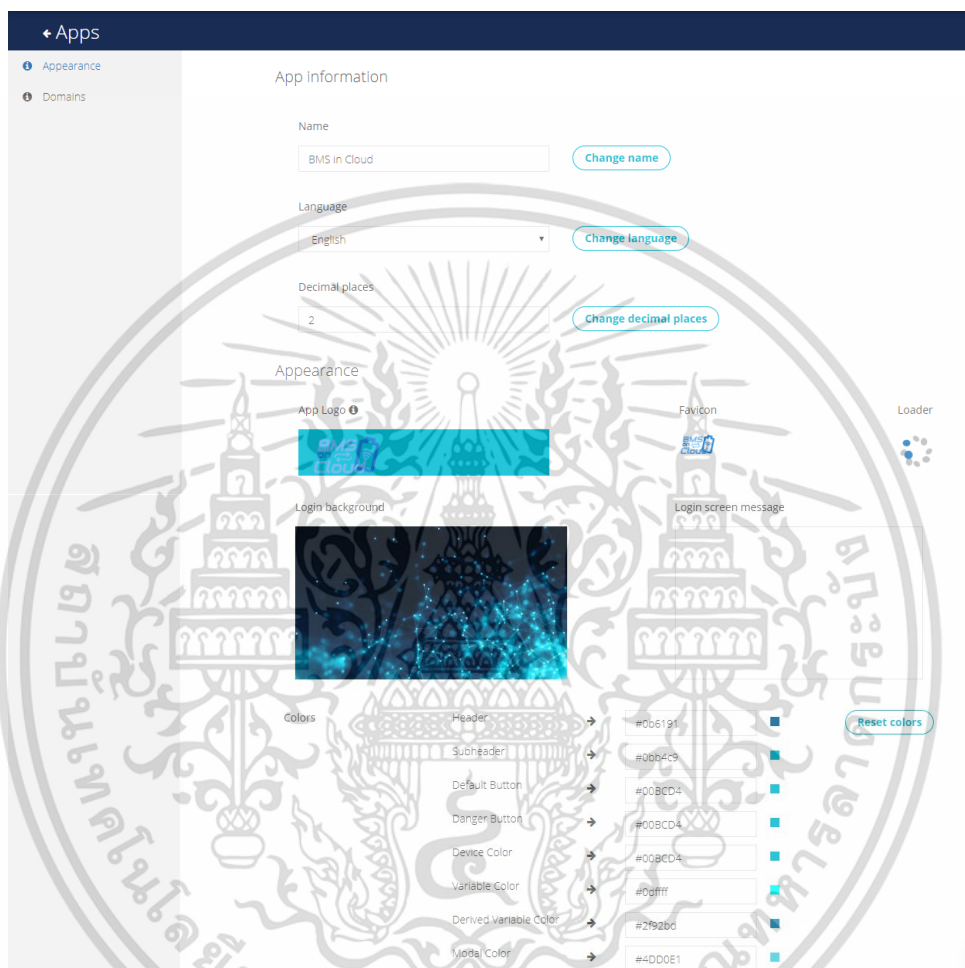 Apps
Appearance
Domains
App information
Name
BMS in Cloud
Change name
Language
English
Change language
Decimal places
2
Change decimal places
Appearance
App Logo
Favicon
Loader
BMS
Cloud
Login background
Login screen message
Colors
Header #0b6191 Reset colors
Subheader #0bb4c9
Default Button #00BCD4
Danger Button #00BCD4
Device Color #00BCD4
Variable Color #0dffff
Derived Variable Color #2f92bd
Modal Color #4DD0E1